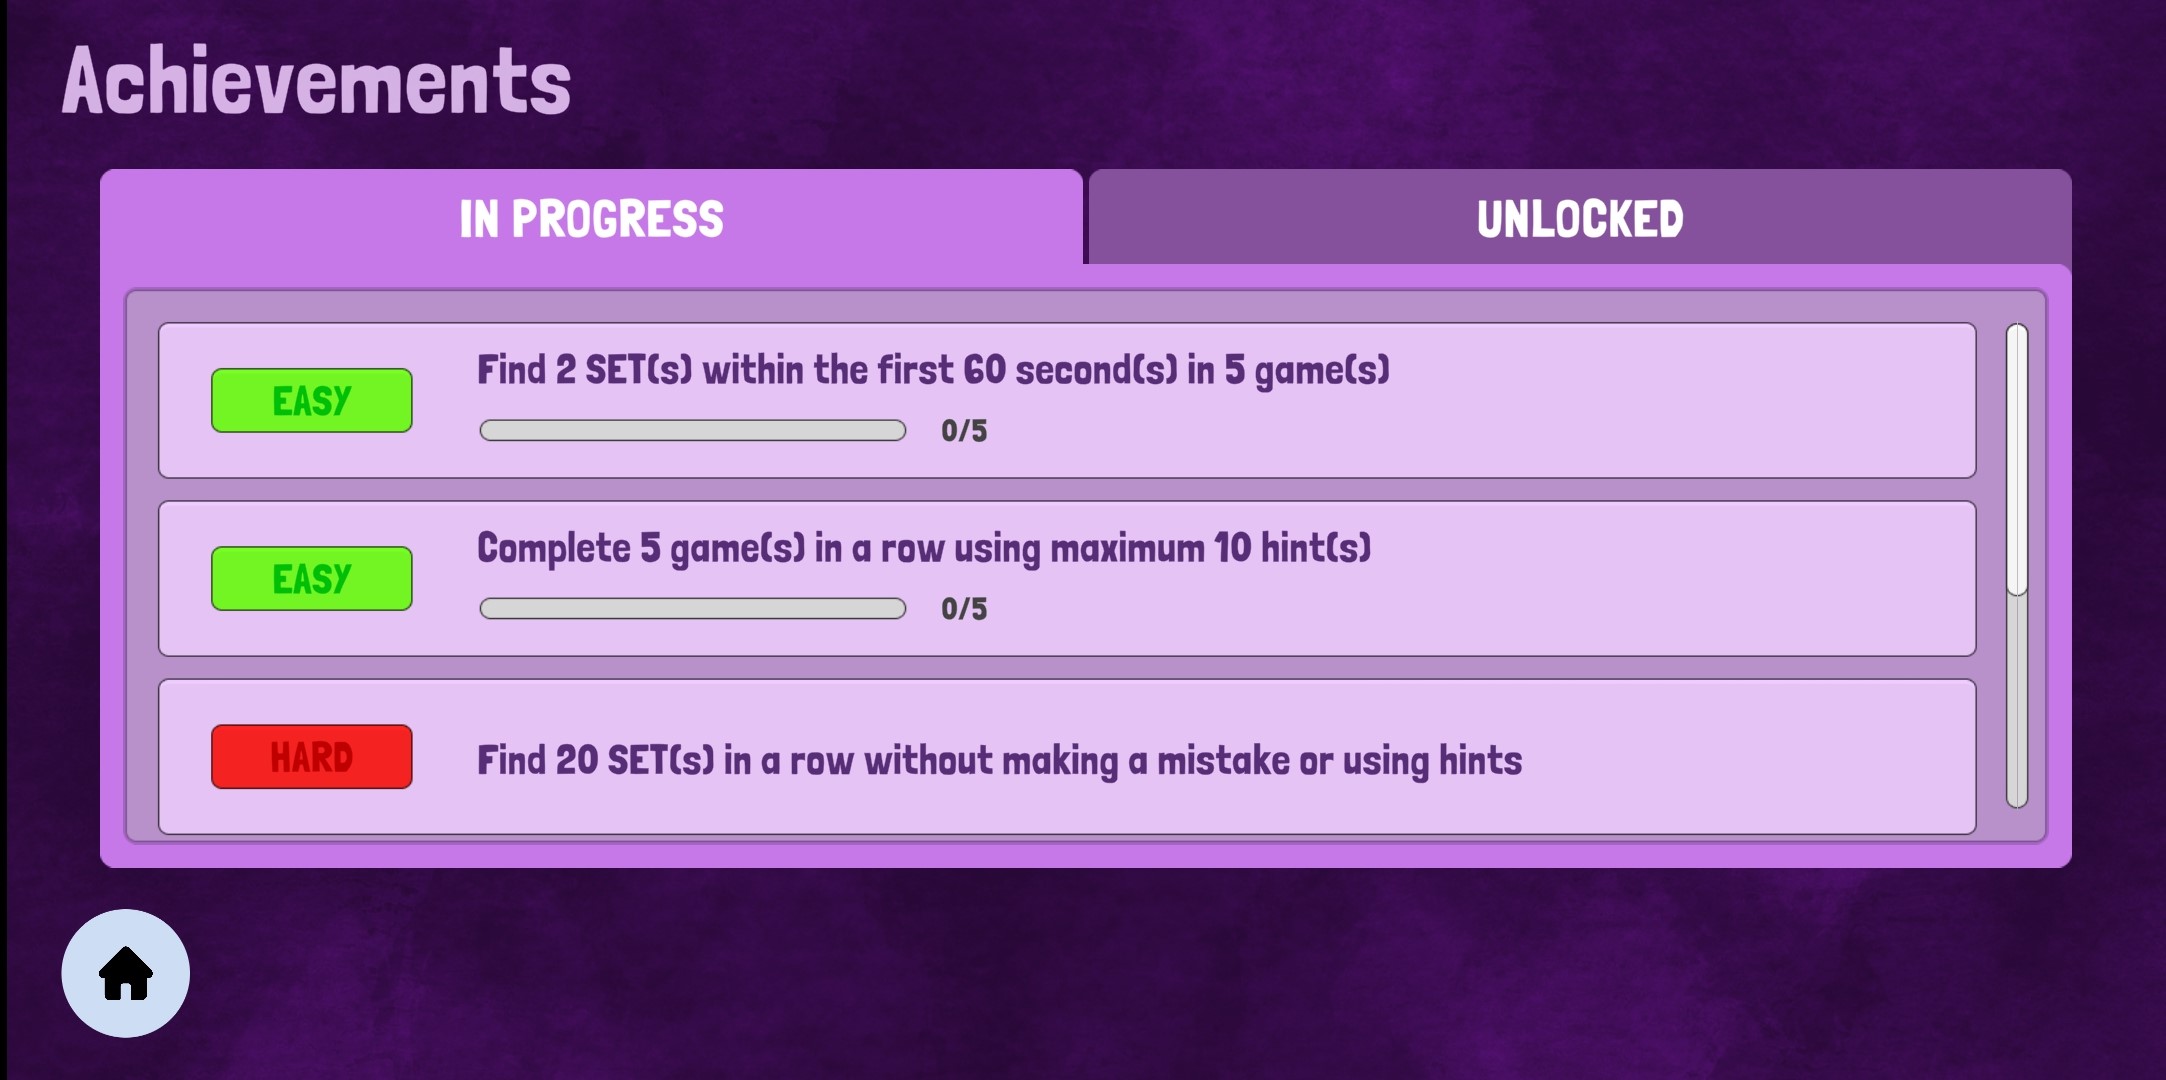 Achievements
IN PROGRESS
UNLOCKED
EASY
Find 2 SET(s) within the first 60 second(s) in 5 game(s)
0/5
EASY
Complete 5 game(s) in a row using maximum 10 hint(s)
0/5
HARD
Find 20 SET(s) in a row without making a mistake or using hints